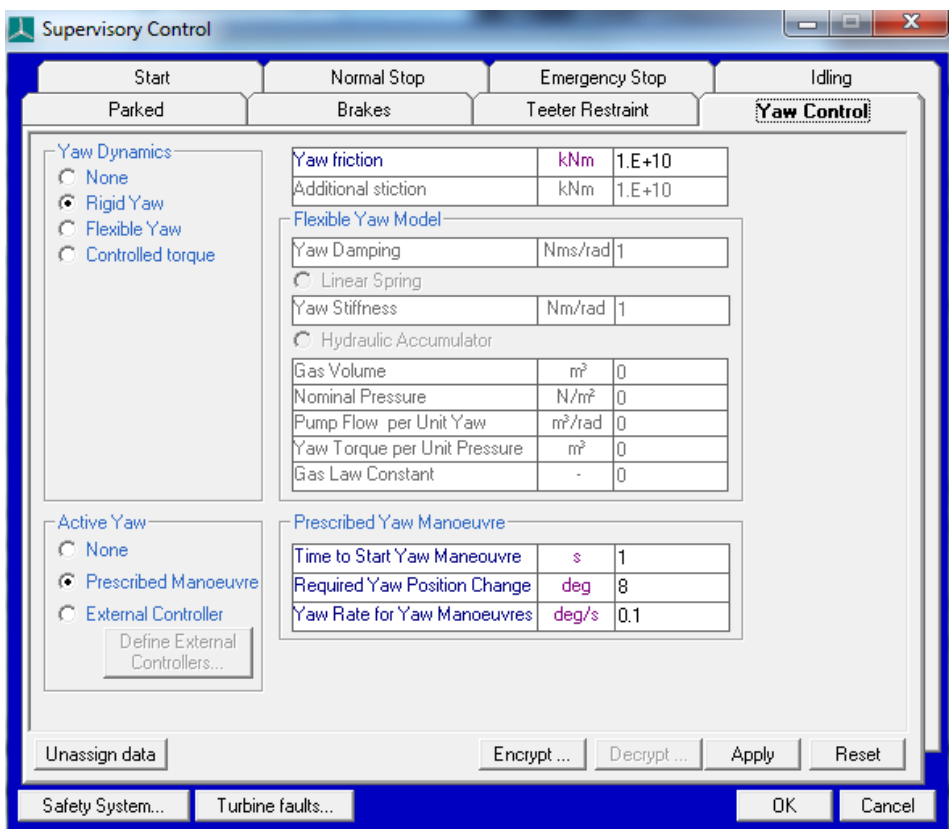 Supervisory Control
Start Normal Stop Emergency Stop Idling
Parked Brakes Teeter Restraint Yaw Control
Yaw Dynamics
None
Rigid Yaw
Flexible Yaw
Controlled torque
Yaw friction kNm 1.E+10
Additional stiction kNm 1.E+10
Flexible Yaw Model
Yaw Damping Nms/rad 1
Linear Spring
Yaw Stiffness Nm/rad 1
Hydraulic Accumulator
Gas Volume m³ 0
Nominal Pressure N/m² 0
Pump Flow per Unit Yaw m³/rad 0
Yaw Torque per Unit Pressure m³ 0
Gas Law Constant - 0
Active Yaw
None
Prescribed Manoeuvre
External Controller
Define External
Controllers...
Prescribed Yaw Manoeuvre
Time to Start Yaw Maneouvre s 1
Required Yaw Position Change deg 8
Yaw Rate for Yaw Manoeuvres deg/s 0.1
Unassign data Encrypt ... Decrypt ... Apply Reset
Safety System... Turbine faults... OK Cancel